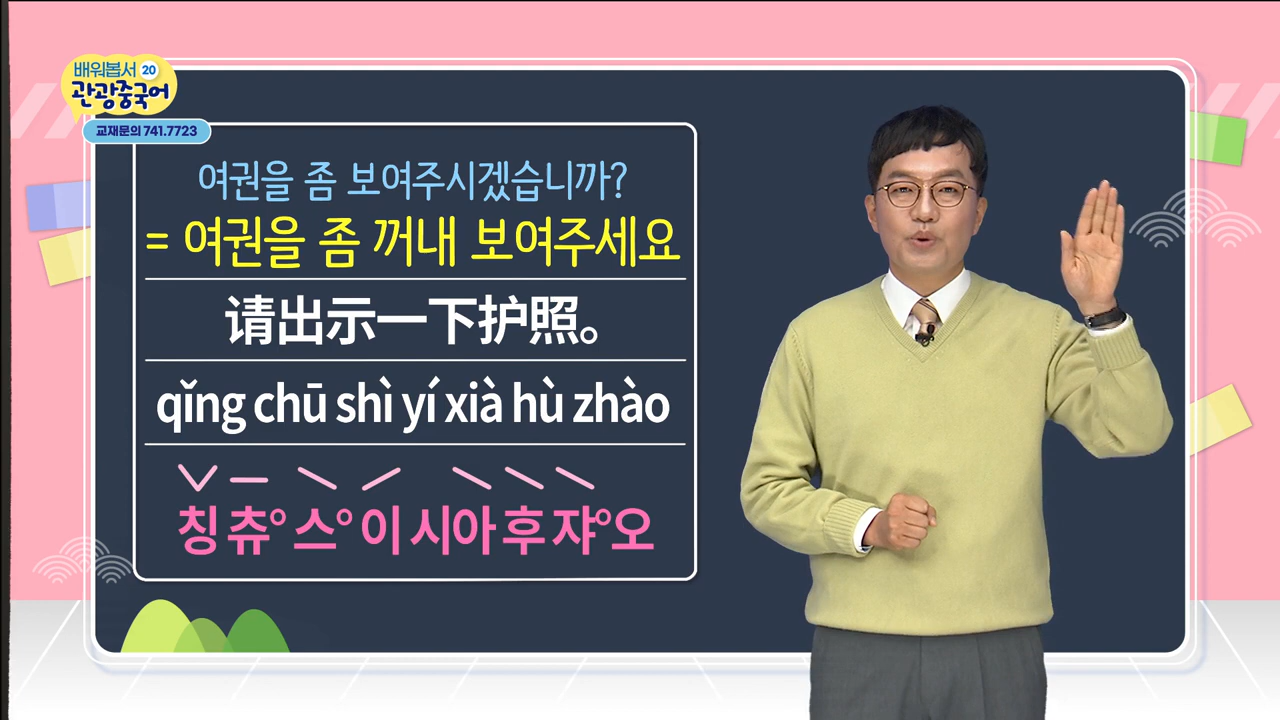 배워봅서 20
관광중국어
교재문의 741.7723
여권을 좀 보여주시겠습니까?
= 여권을 좀 꺼내 보여주세요
请出示一下护照。
qǐng chū shì yí xià hù zhào
칭 츄° 스° 이 시아 후 쟈°오